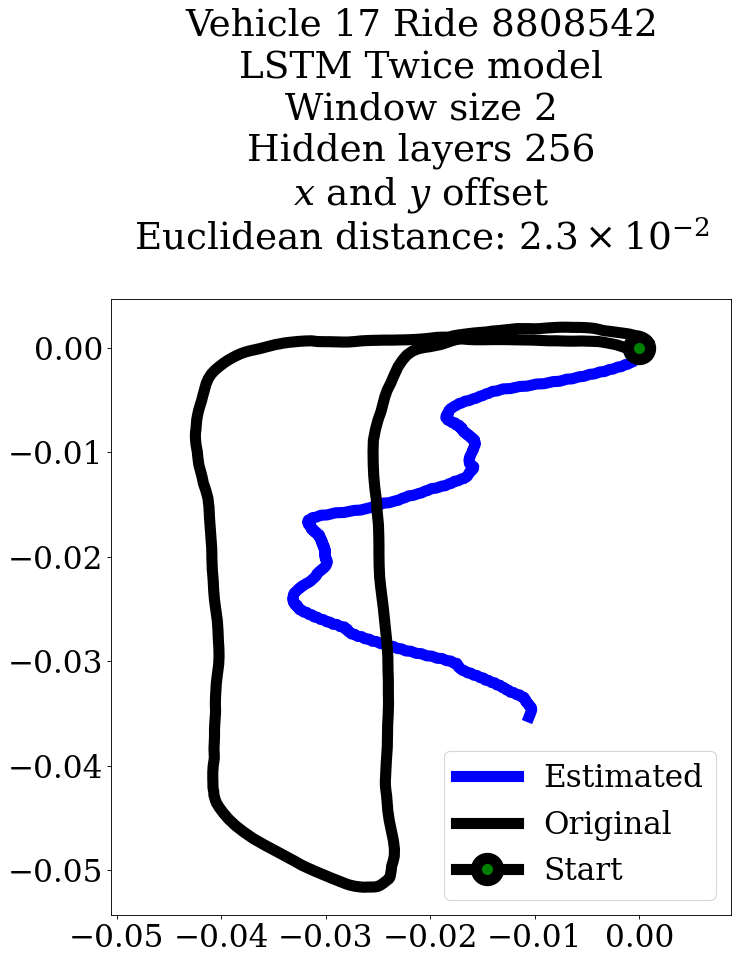 Vehicle 17 Ride 8808542
LSTM Twice model
Window size 2
Hidden layers 256
x and y offset
Euclidean distance: 2.3 × 10⁻²
0.00
−0.01
−0.02
−0.03
−0.04
−0.05
Estimated
Original
Start
−0.05 −0.04 −0.03 −0.02 −0.01 0.00